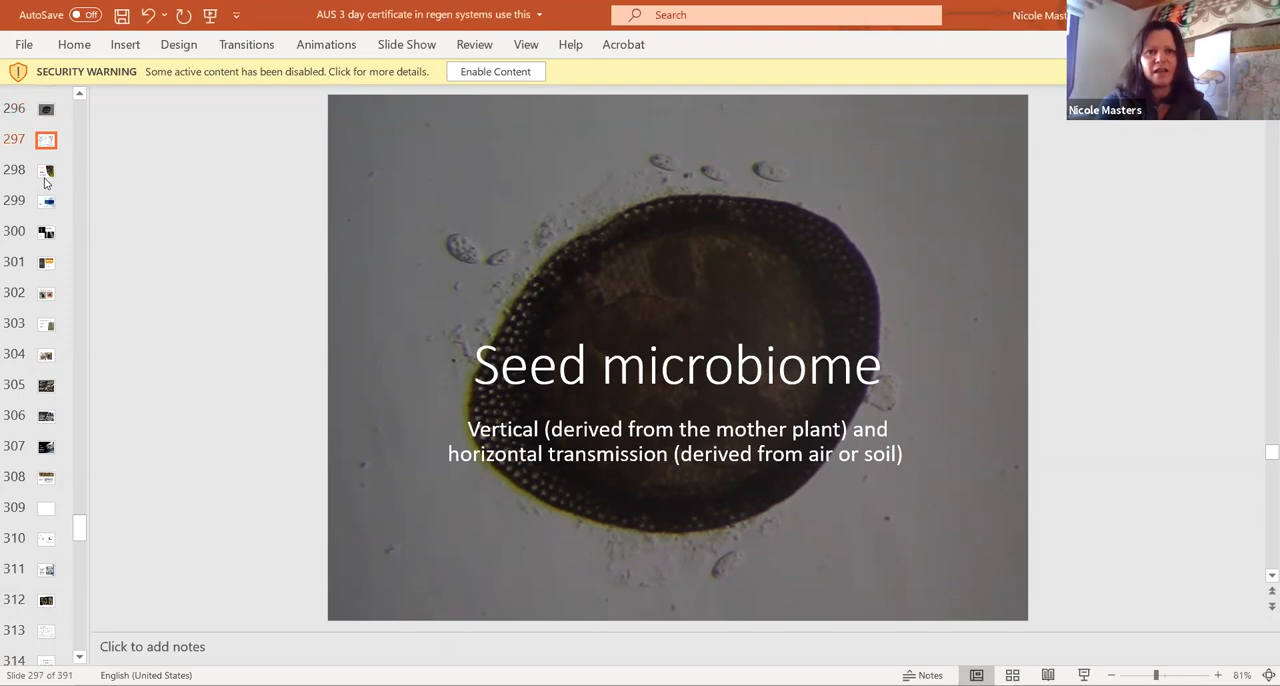 AutoSave Off AUS 3 day certificate in regen systems use this Search Nicole Mast
File Home Insert Design Transitions Animations Slide Show Review View Help Acrobat
SECURITY WARNING Some active content has been disabled. Click for more details. Enable Content
Nicole Masters
296
297
298
299
300
301
302
303
304
305
306
307
308
309
310
311
312
313
314
Seed microbiome
Vertical (derived from the mother plant) and
horizontal transmission (derived from air or soil)
Click to add notes
Slide 297 of 391 English (United States) Notes 81%